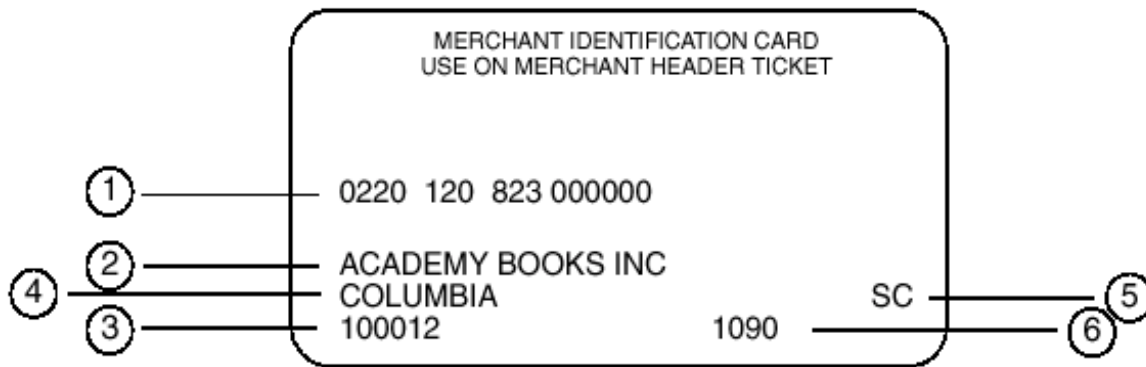 MERCHANT IDENTIFICATION CARD
USE ON MERCHANT HEADER TICKET
1 0220 120 823 000000
2 ACADEMY BOOKS INC
4 COLUMBIA SC 5
3 100012 1090 6